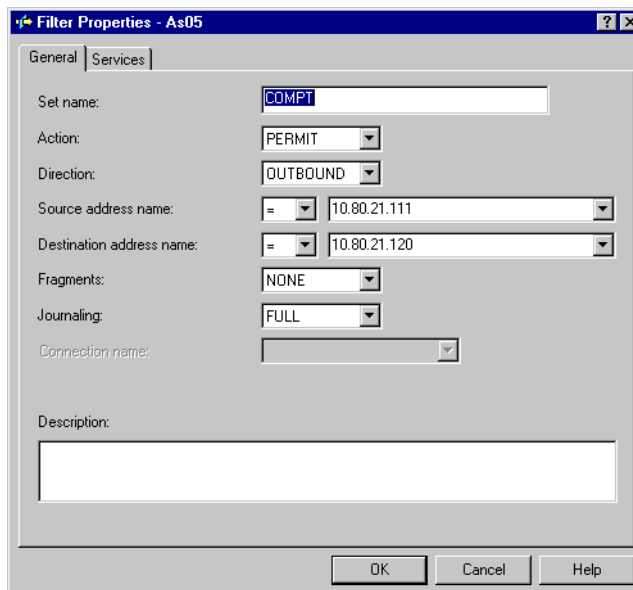 Filter Properties - As05
General Services
Set name: COMPT
Action: PERMIT
Direction: OUTBOUND
Source address name: = 10.80.21.111
Destination address name: = 10.80.21.120
Fragments: NONE
Journaling: FULL
Connection name:
Description:
OK Cancel Help